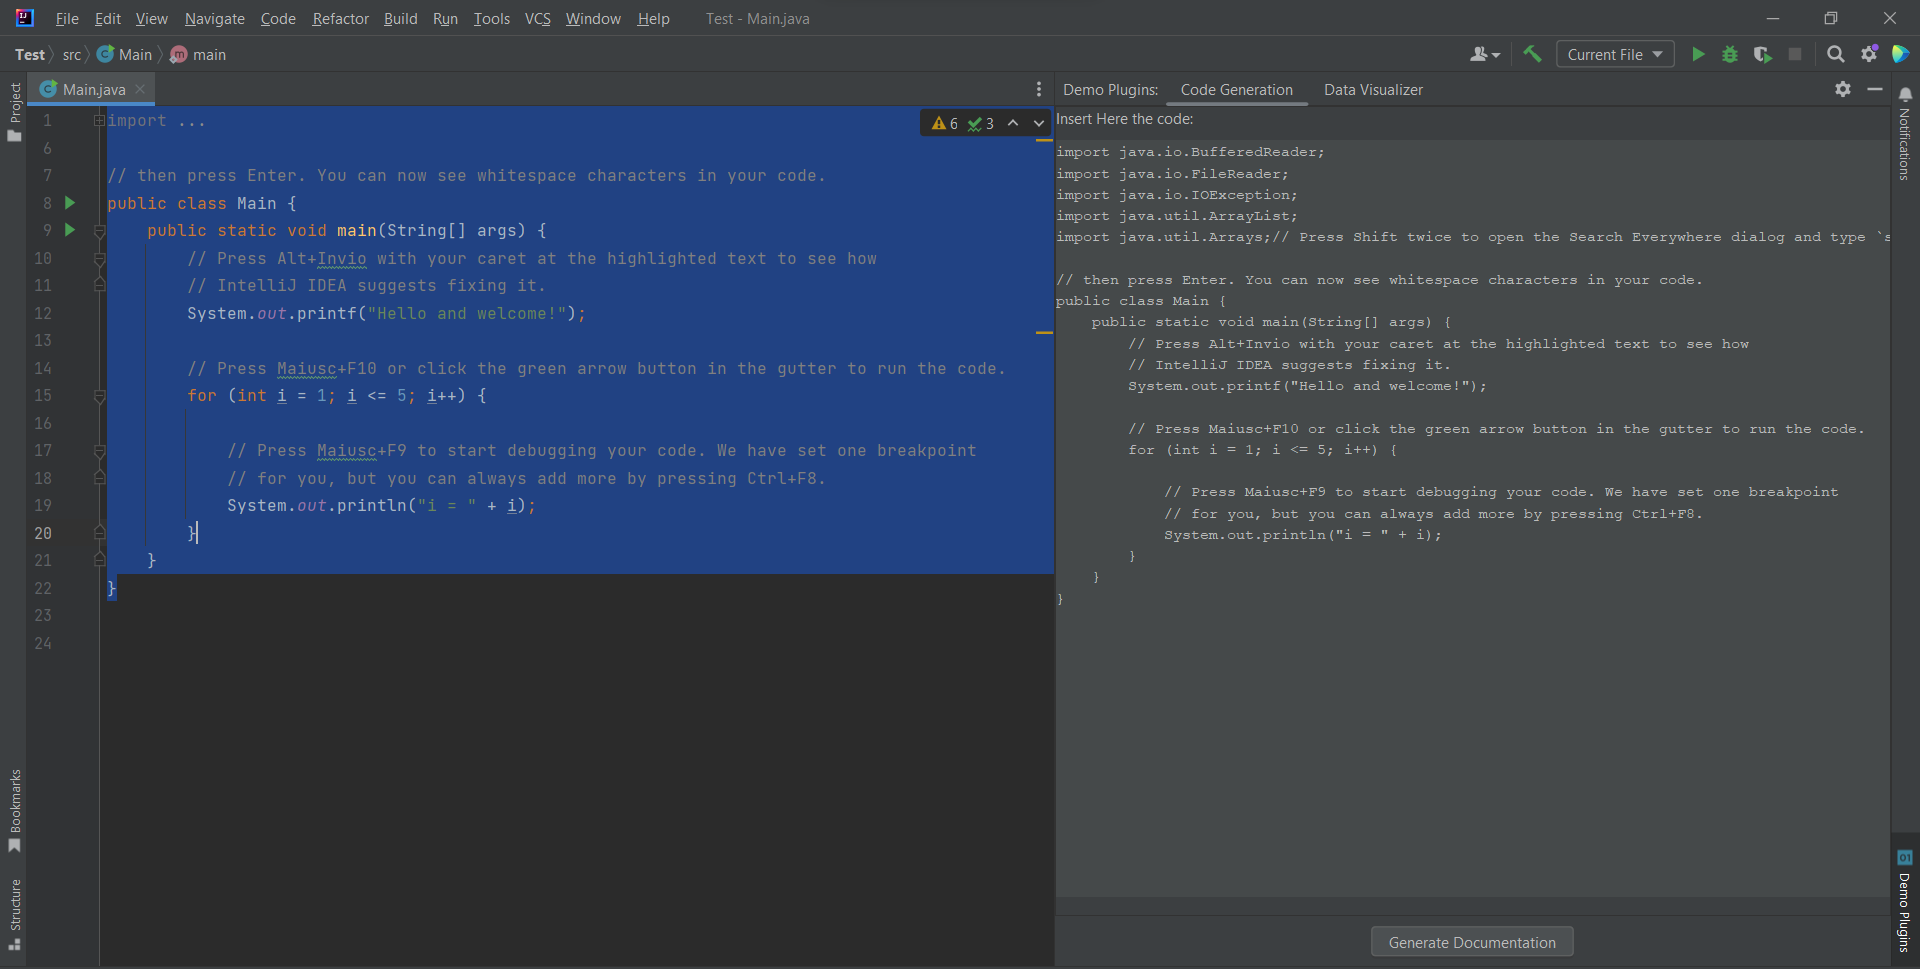 File Edit View Navigate Code Refactor Build Run Tools VCS Window Help Test - Main.java
Test src Main main Current File
Main.java
Project
Bookmarks
Structure
1 import ...
6
7 // then press Enter. You can now see whitespace characters in your code.
8 public class Main {
9 public static void main(String[] args) {
10 // Press Alt+Invio with your caret at the highlighted text to see how
11 // IntelliJ IDEA suggests fixing it.
12 System.out.printf("Hello and welcome!");
13
14 // Press Maiusc+F10 or click the green arrow button in the gutter to run the code.
15 for (int i = 1; i <= 5; i++) {
16
17 // Press Maiusc+F9 to start debugging your code. We have set one breakpoint
18 // for you, but you can always add more by pressing Ctrl+F8.
19 System.out.println("i = " + i);
20 }
21 }
22 }
23
24
6 3
Demo Plugins: Code Generation Data Visualizer
Insert Here the code:
import java.io.BufferedReader;
import java.io.FileReader;
import java.io.IOException;
import java.util.ArrayList;
import java.util.Arrays;// Press Shift twice to open the Search Everywhere dialog and type `s
// then press Enter. You can now see whitespace characters in your code.
public class Main {
public static void main(String[] args) {
// Press Alt+Invio with your caret at the highlighted text to see how
// IntelliJ IDEA suggests fixing it.
System.out.printf("Hello and welcome!");
// Press Maiusc+F10 or click the green arrow button in the gutter to run the code.
for (int i = 1; i <= 5; i++) {
// Press Maiusc+F9 to start debugging your code. We have set one breakpoint
// for you, but you can always add more by pressing Ctrl+F8.
System.out.println("i = " + i);
}
}
}
Generate Documentation
Notifications
Demo Plugins